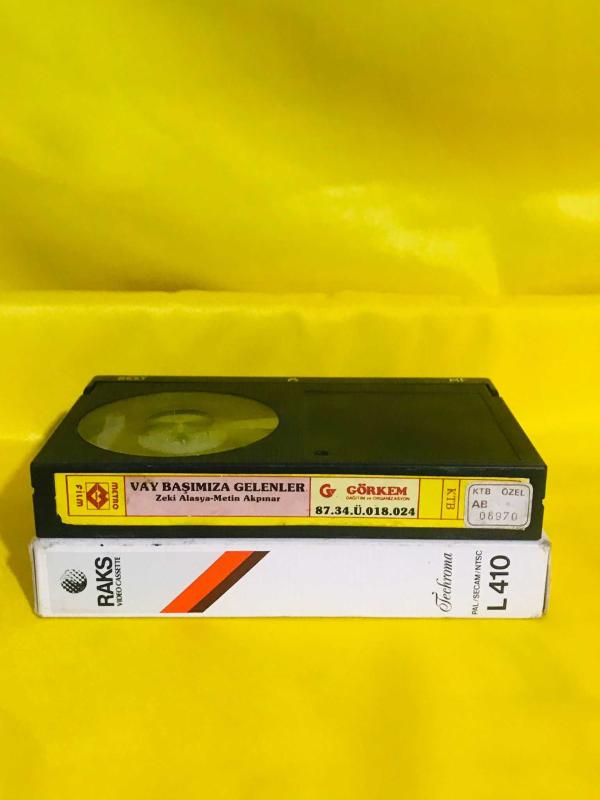 METRO
FILM
VAY BAŞIMIZA GELENLER
Zeki Alasya-Metin Akpınar
G GÖRKEM
DAĞITIM ve ORGANİZASYON
87.34.Ü.018.024
KTB
KTB ÖZEL
AB
06970
RAKS
VIDEO CASSETTE
Techroma
PAL/SECAM/NTSC
L 410